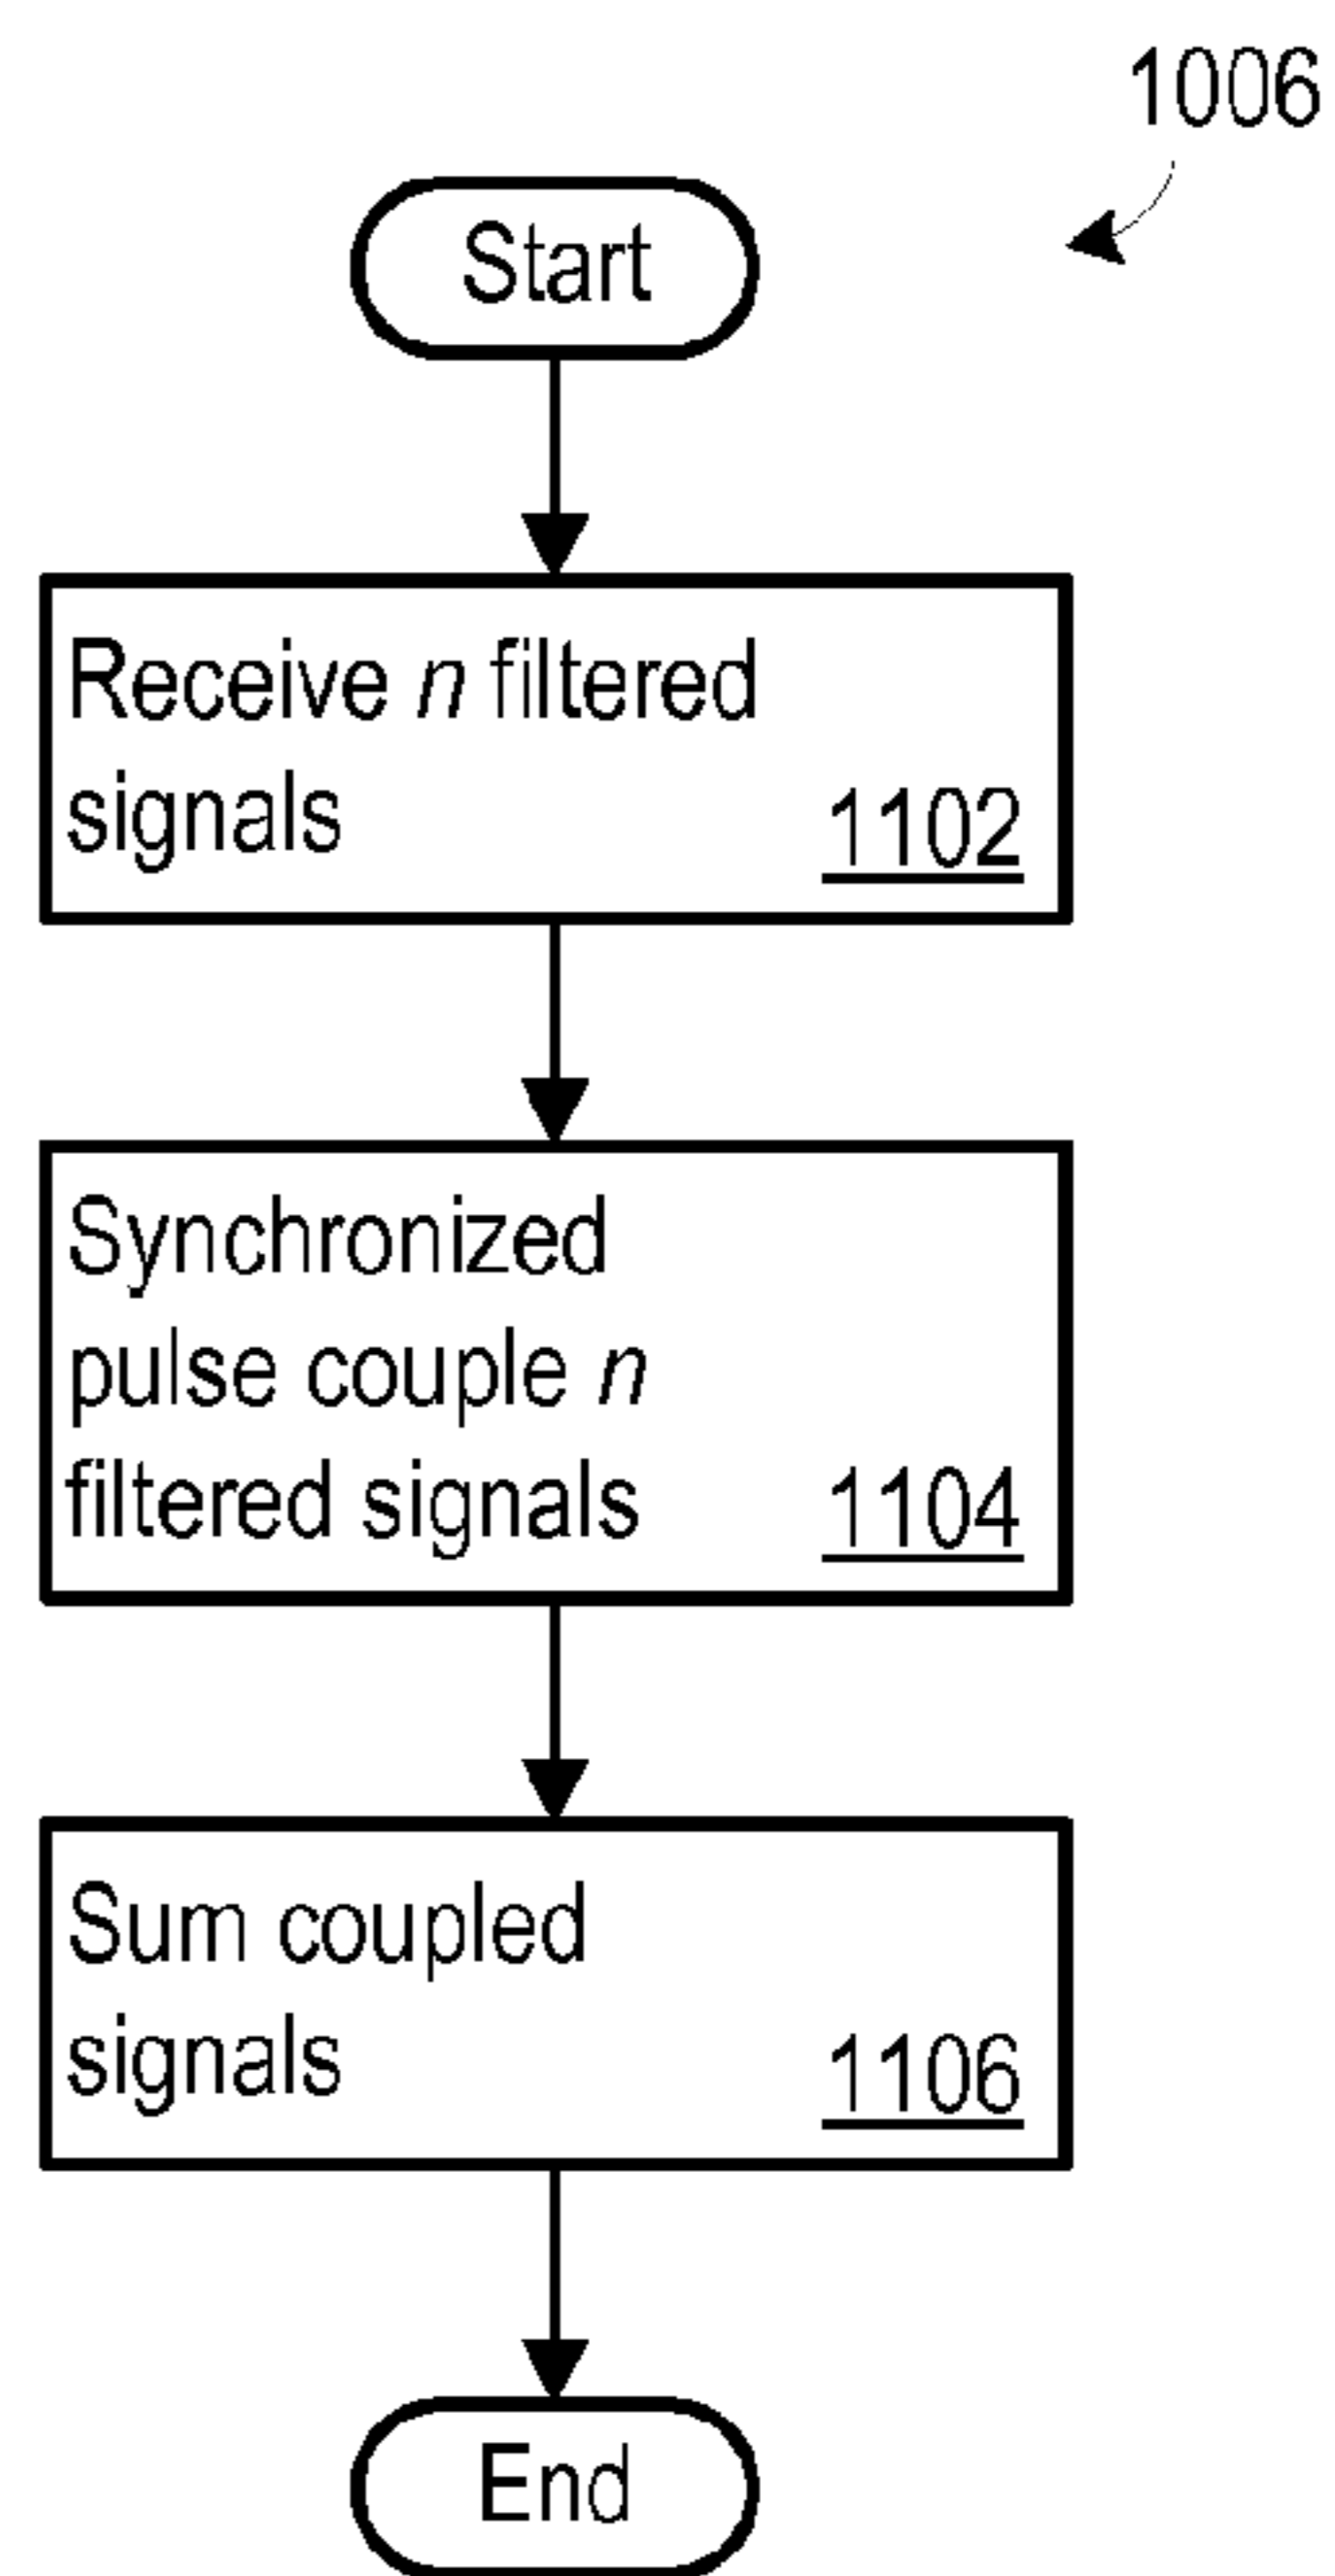 1006
Start
Receive n filtered
signals
1102
Synchronized
pulse couple n
filtered signals
1104
Sum coupled
signals
1106
End